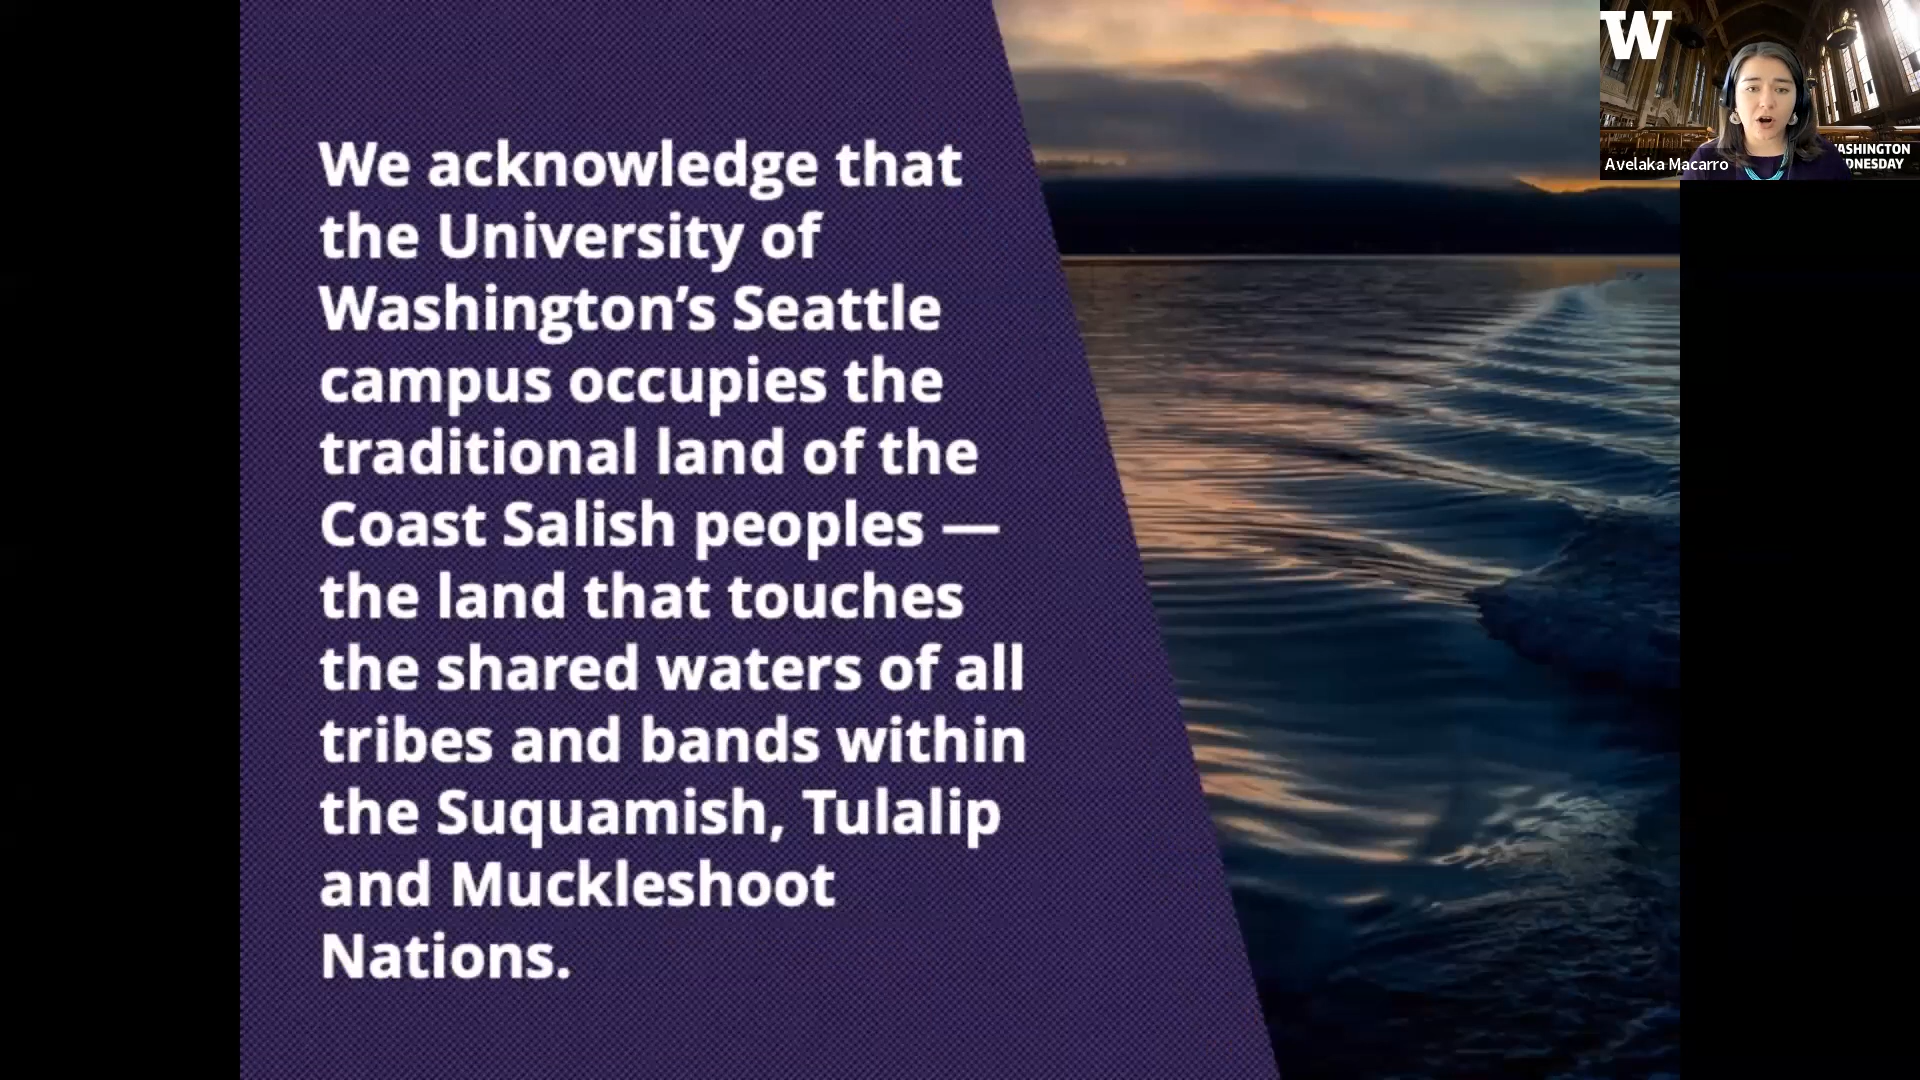 We acknowledge that
the University of
Washington’s Seattle
campus occupies the
traditional land of the
Coast Salish peoples —
the land that touches
the shared waters of all
tribes and bands within
the Suquamish, Tulalip
and Muckleshoot
Nations.
W
Avelaka Macarro
ASHINGTON
DNESDAY